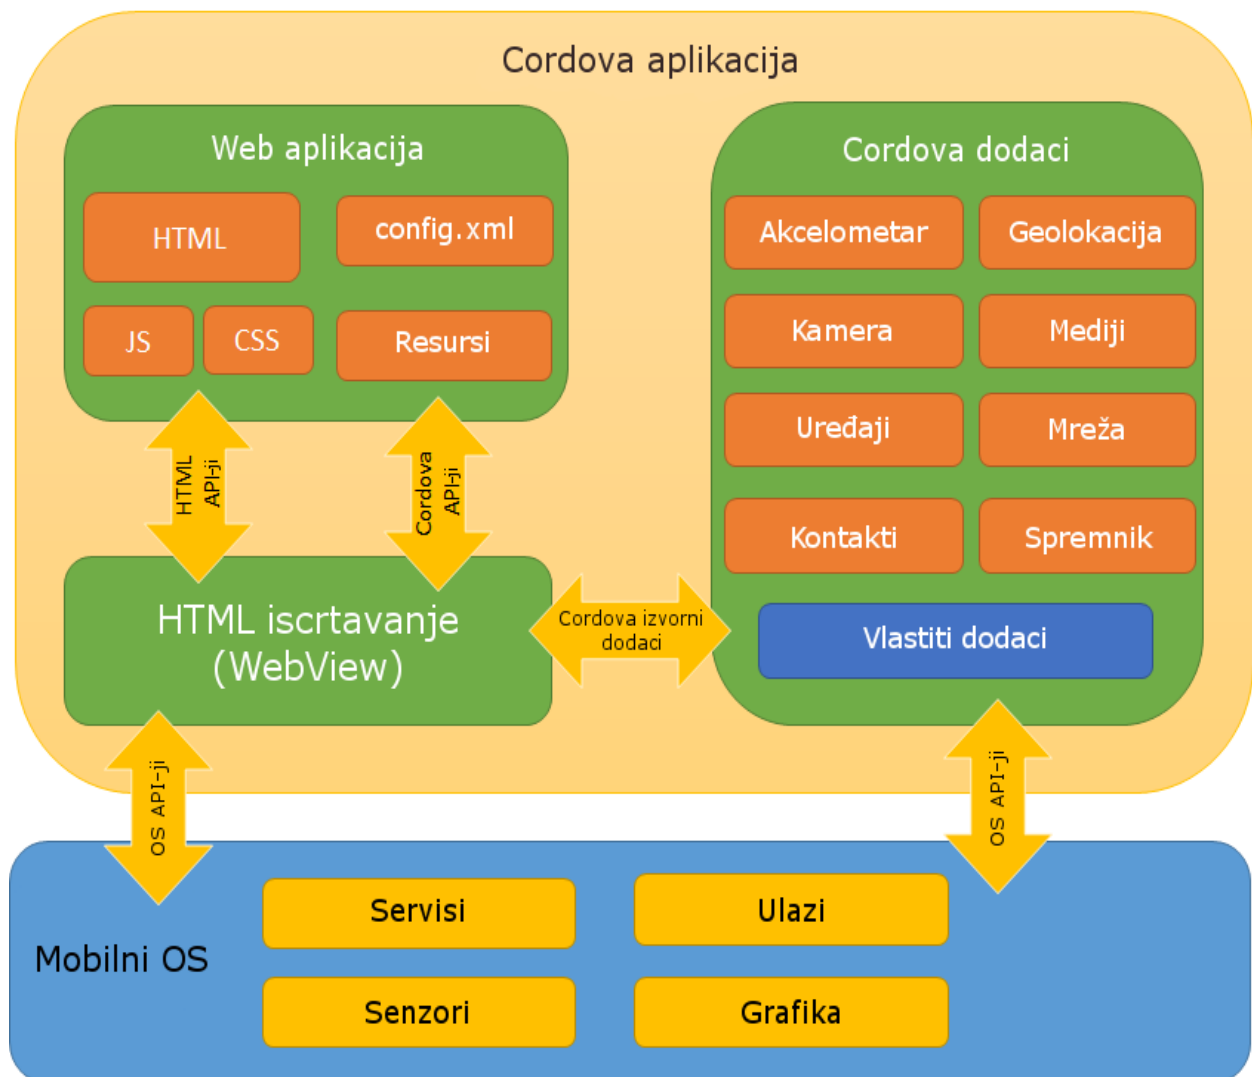 Cordova aplikacija
Web aplikacija
HTML
config.xml
JS
CSS
Resursi
HTML
API-ji
Cordova
API-ji
HTML iscrtavanje
(WebView)
Cordova izvorni
dodaci
Cordova dodaci
Akcelometar
Geolokacija
Kamera
Mediji
Uređaji
Mreža
Kontakti
Spremnik
Vlastiti dodaci
OS API-ji
OS API-ji
Mobilni OS
Servisi
Ulazi
Senzori
Grafika